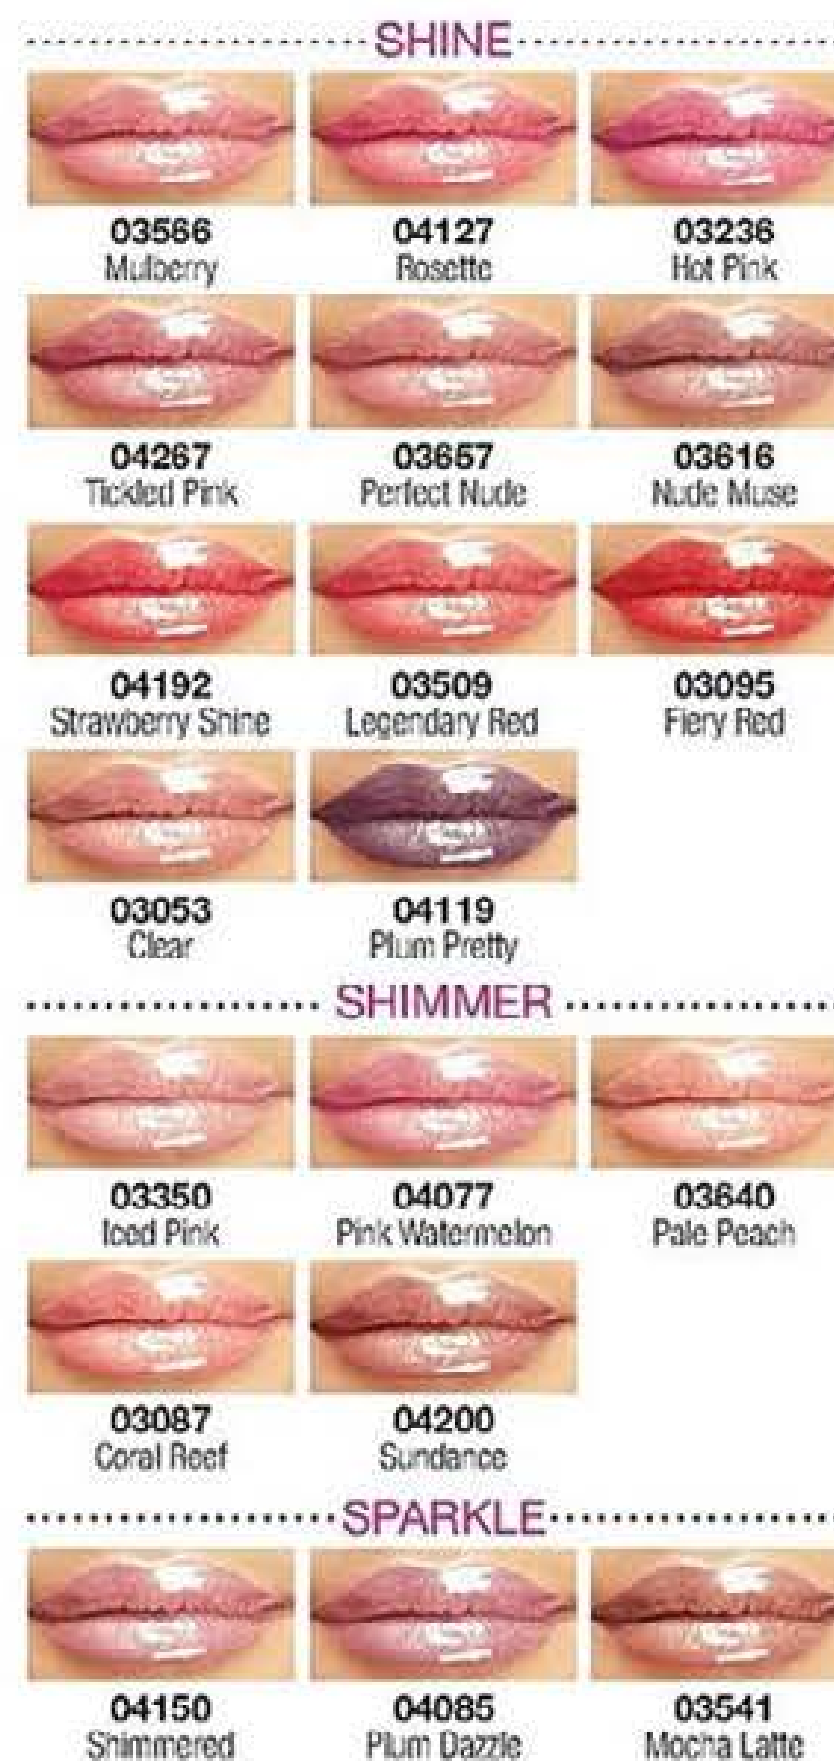 SHINE
03566 04127 03236
Mulberry Rosette Hot Pink
04267 03657 03616
Tickled Pink Perfect Nude Nude Muse
04192 03509 03095
Strawberry Shine Legendary Red Fiery Red
03053 04119
Clear Plum Pretty
SHIMMER
03350 04077 03640
Iced Pink Pink Watermelon Pale Peach
03087 04200
Coral Reef Sundance
SPARKLE
04150 04085 03541
Shimmered Plum Dazzle Mocha Latte